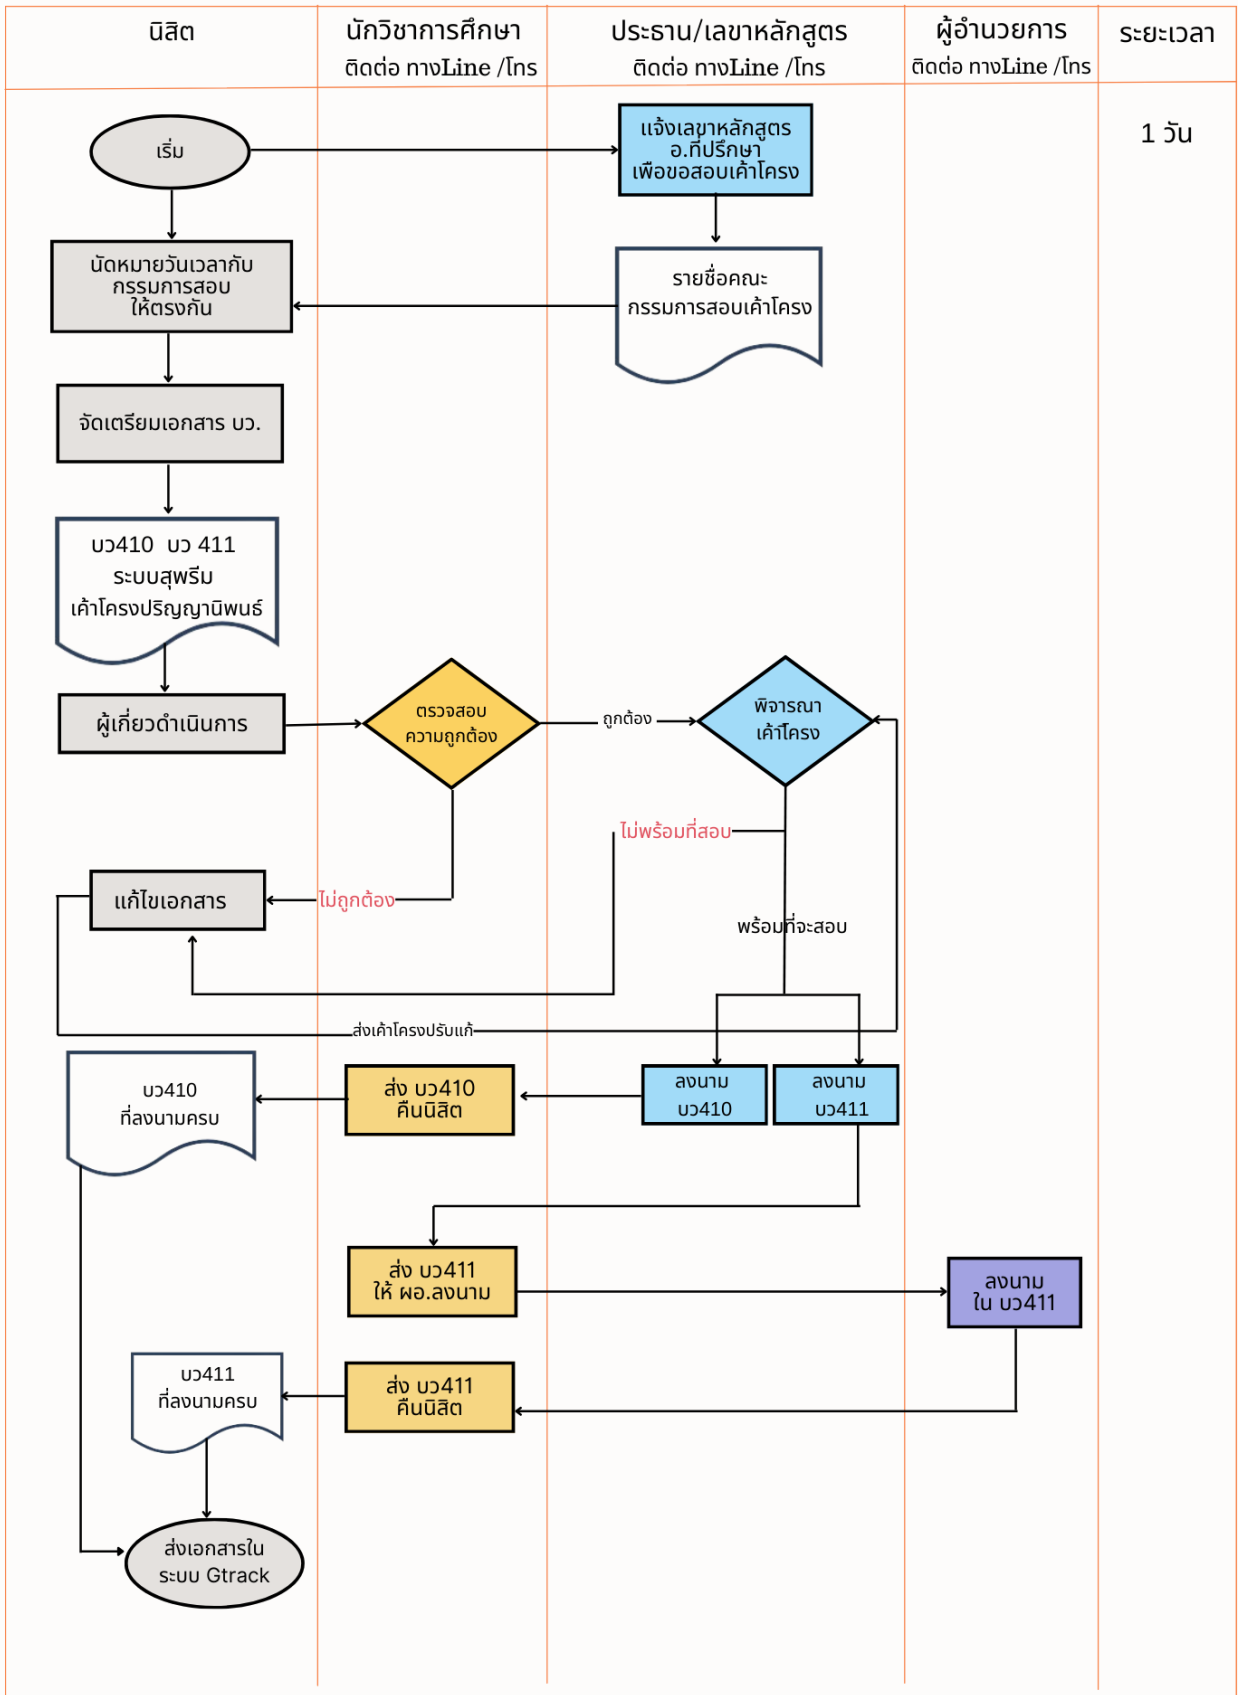 นิสิต
นักวิชาการศึกษา
ติดต่อ ทางLine /โทร
ประธาน/เลขาหลักสูตร
ติดต่อ ทางLine /โทร
ผู้อำนวยการ
ติดต่อ ทางLine /โทร
ระยะเวลา
เริ่ม
แจ้งเลขาหลักสูตร
อ.ที่ปรึกษา
เพื่อขอสอบเค้าโครง
1 วัน
นัดหมายวันเวลากับ
กรรมการสอบ
ให้ตรงกัน
รายชื่อคณะ
กรรมการสอบเค้าโครง
จัดเตรียมเอกสาร บว.
บว410 บว 411
ระบบสุพรีม
เค้าโครงปริญญานิพนธ์
ผู้เกี่ยวดำเนินการ
ตรวจสอบ
ความถูกต้อง
ถูกต้อง
พิจารณา
เค้าโครง
ไม่พร้อมที่สอบ
แก้ไขเอกสาร
ไม่ถูกต้อง
พร้อมที่จะสอบ
ส่งเค้าโครงปรับแก้
บว410
ที่ลงนามครบ
ส่ง บว410
คืนนิสิต
ลงนาม
บว410
ลงนาม
บว411
ส่ง บว411
ให้ ผอ.ลงนาม
ลงนาม
ใน บว411
บว411
ที่ลงนามครบ
ส่ง บว411
คืนนิสิต
ส่งเอกสารใน
ระบบ Gtrack